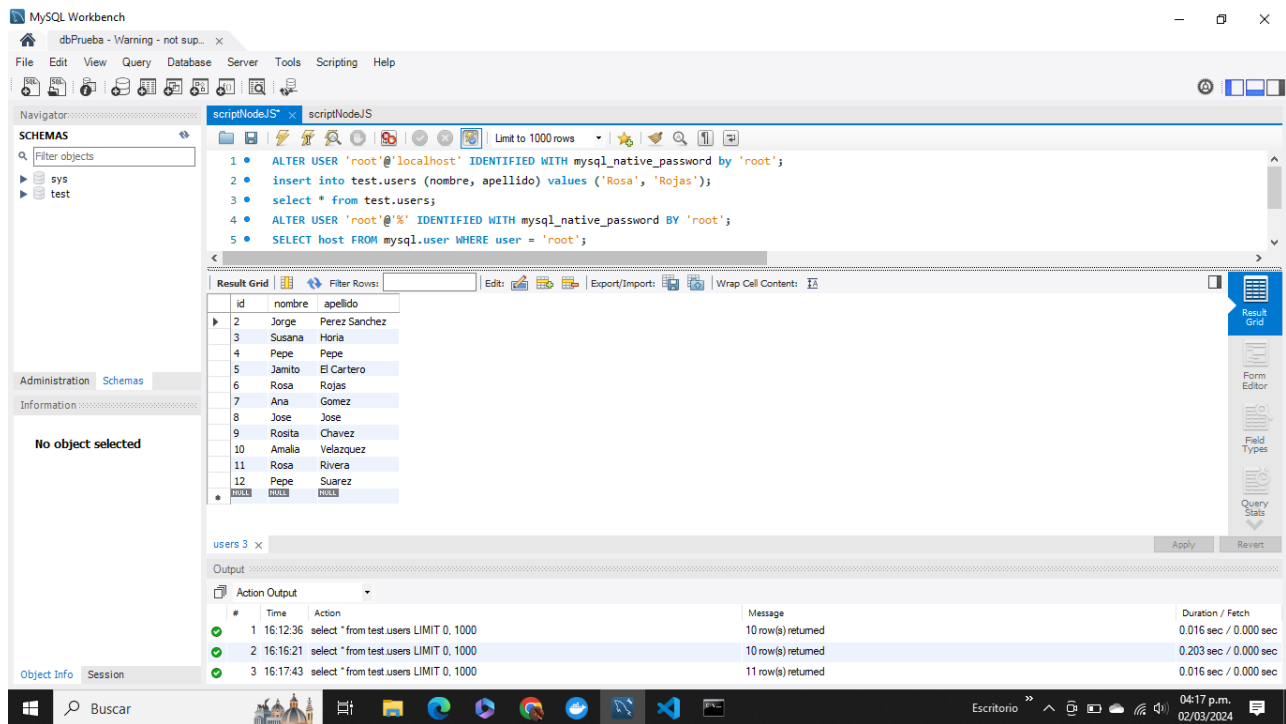 MySQL Workbench
dbPrueba - Warning - not sup...
File Edit View Query Database Server Tools Scripting Help
Navigator
SCHEMAS
Filter objects
sys
test
Administration Schemas
Information
No object selected
Object Info Session
scriptNodeJS* scriptNodeJS
Limit to 1000 rows
1 ALTER USER 'root'@'localhost' IDENTIFIED WITH mysql_native_password by 'root';
2 insert into test.users (nombre, apellido) values ('Rosa', 'Rojas');
3 select * from test.users;
4 ALTER USER 'root'@'%' IDENTIFIED WITH mysql_native_password BY 'root';
5 SELECT host FROM mysql.user WHERE user = 'root';
Result Grid Filter Rows: Edit: Export/Import: Wrap Cell Content:
id nombre apellido
2 Jorge Perez Sanchez
3 Susana Horia
4 Pepe Pepe
5 Jamito El Cartero
6 Rosa Rojas
7 Ana Gomez
8 Jose Jose
9 Rosita Chavez
10 Amalia Velazquez
11 Rosa Rivera
12 Pepe Suarez
NULL NULL NULL
Result Grid
Form Editor
Field Types
Query Stats
users 3 Apply Revert
Output
Action Output
# Time Action Message Duration / Fetch
1 16:12:36 select * from test.users LIMIT 0, 1000 10 row(s) returned 0.016 sec / 0.000 sec
2 16:16:21 select * from test.users LIMIT 0, 1000 10 row(s) returned 0.203 sec / 0.000 sec
3 16:17:43 select * from test.users LIMIT 0, 1000 11 row(s) returned 0.016 sec / 0.000 sec
Buscar
Escritorio
04:17 p.m.
02/03/2024